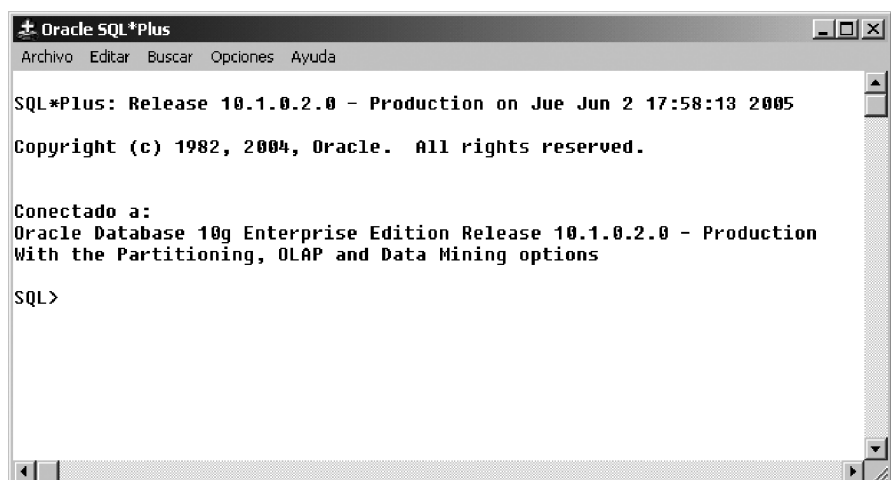 Oracle SQL*Plus
Archivo Editar Buscar Opciones Ayuda
SQL*Plus: Release 10.1.0.2.0 - Production on Jue Jun 2 17:58:13 2005
Copyright (c) 1982, 2004, Oracle.  All rights reserved.
Conectado a:
Oracle Database 10g Enterprise Edition Release 10.1.0.2.0 - Production
With the Partitioning, OLAP and Data Mining options
SQL>